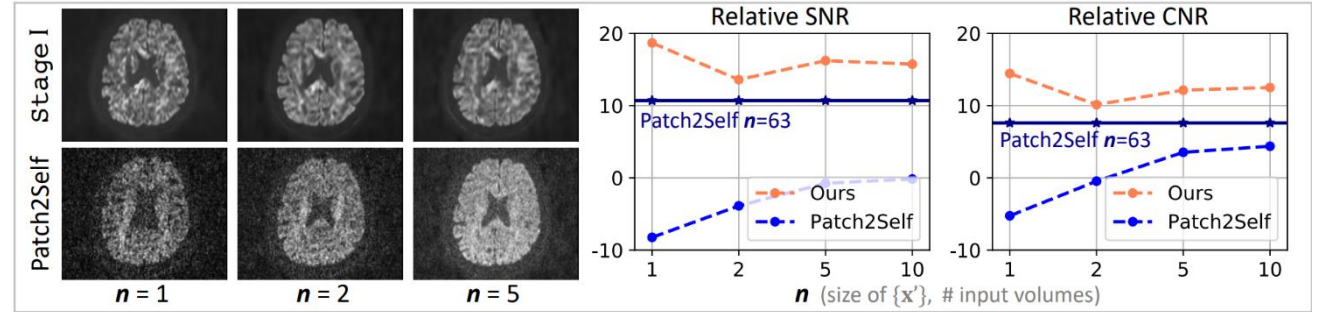 Stage I
Patch2Self
n = 1
n = 2
n = 5
Relative SNR
20
10
0
-10
Patch2Self n=63
Ours
Patch2Self
1
2
5
10
Relative CNR
20
10
0
-10
Patch2Self n=63
Ours
Patch2Self
1
2
5
10
n (size of {x'}, # input volumes)